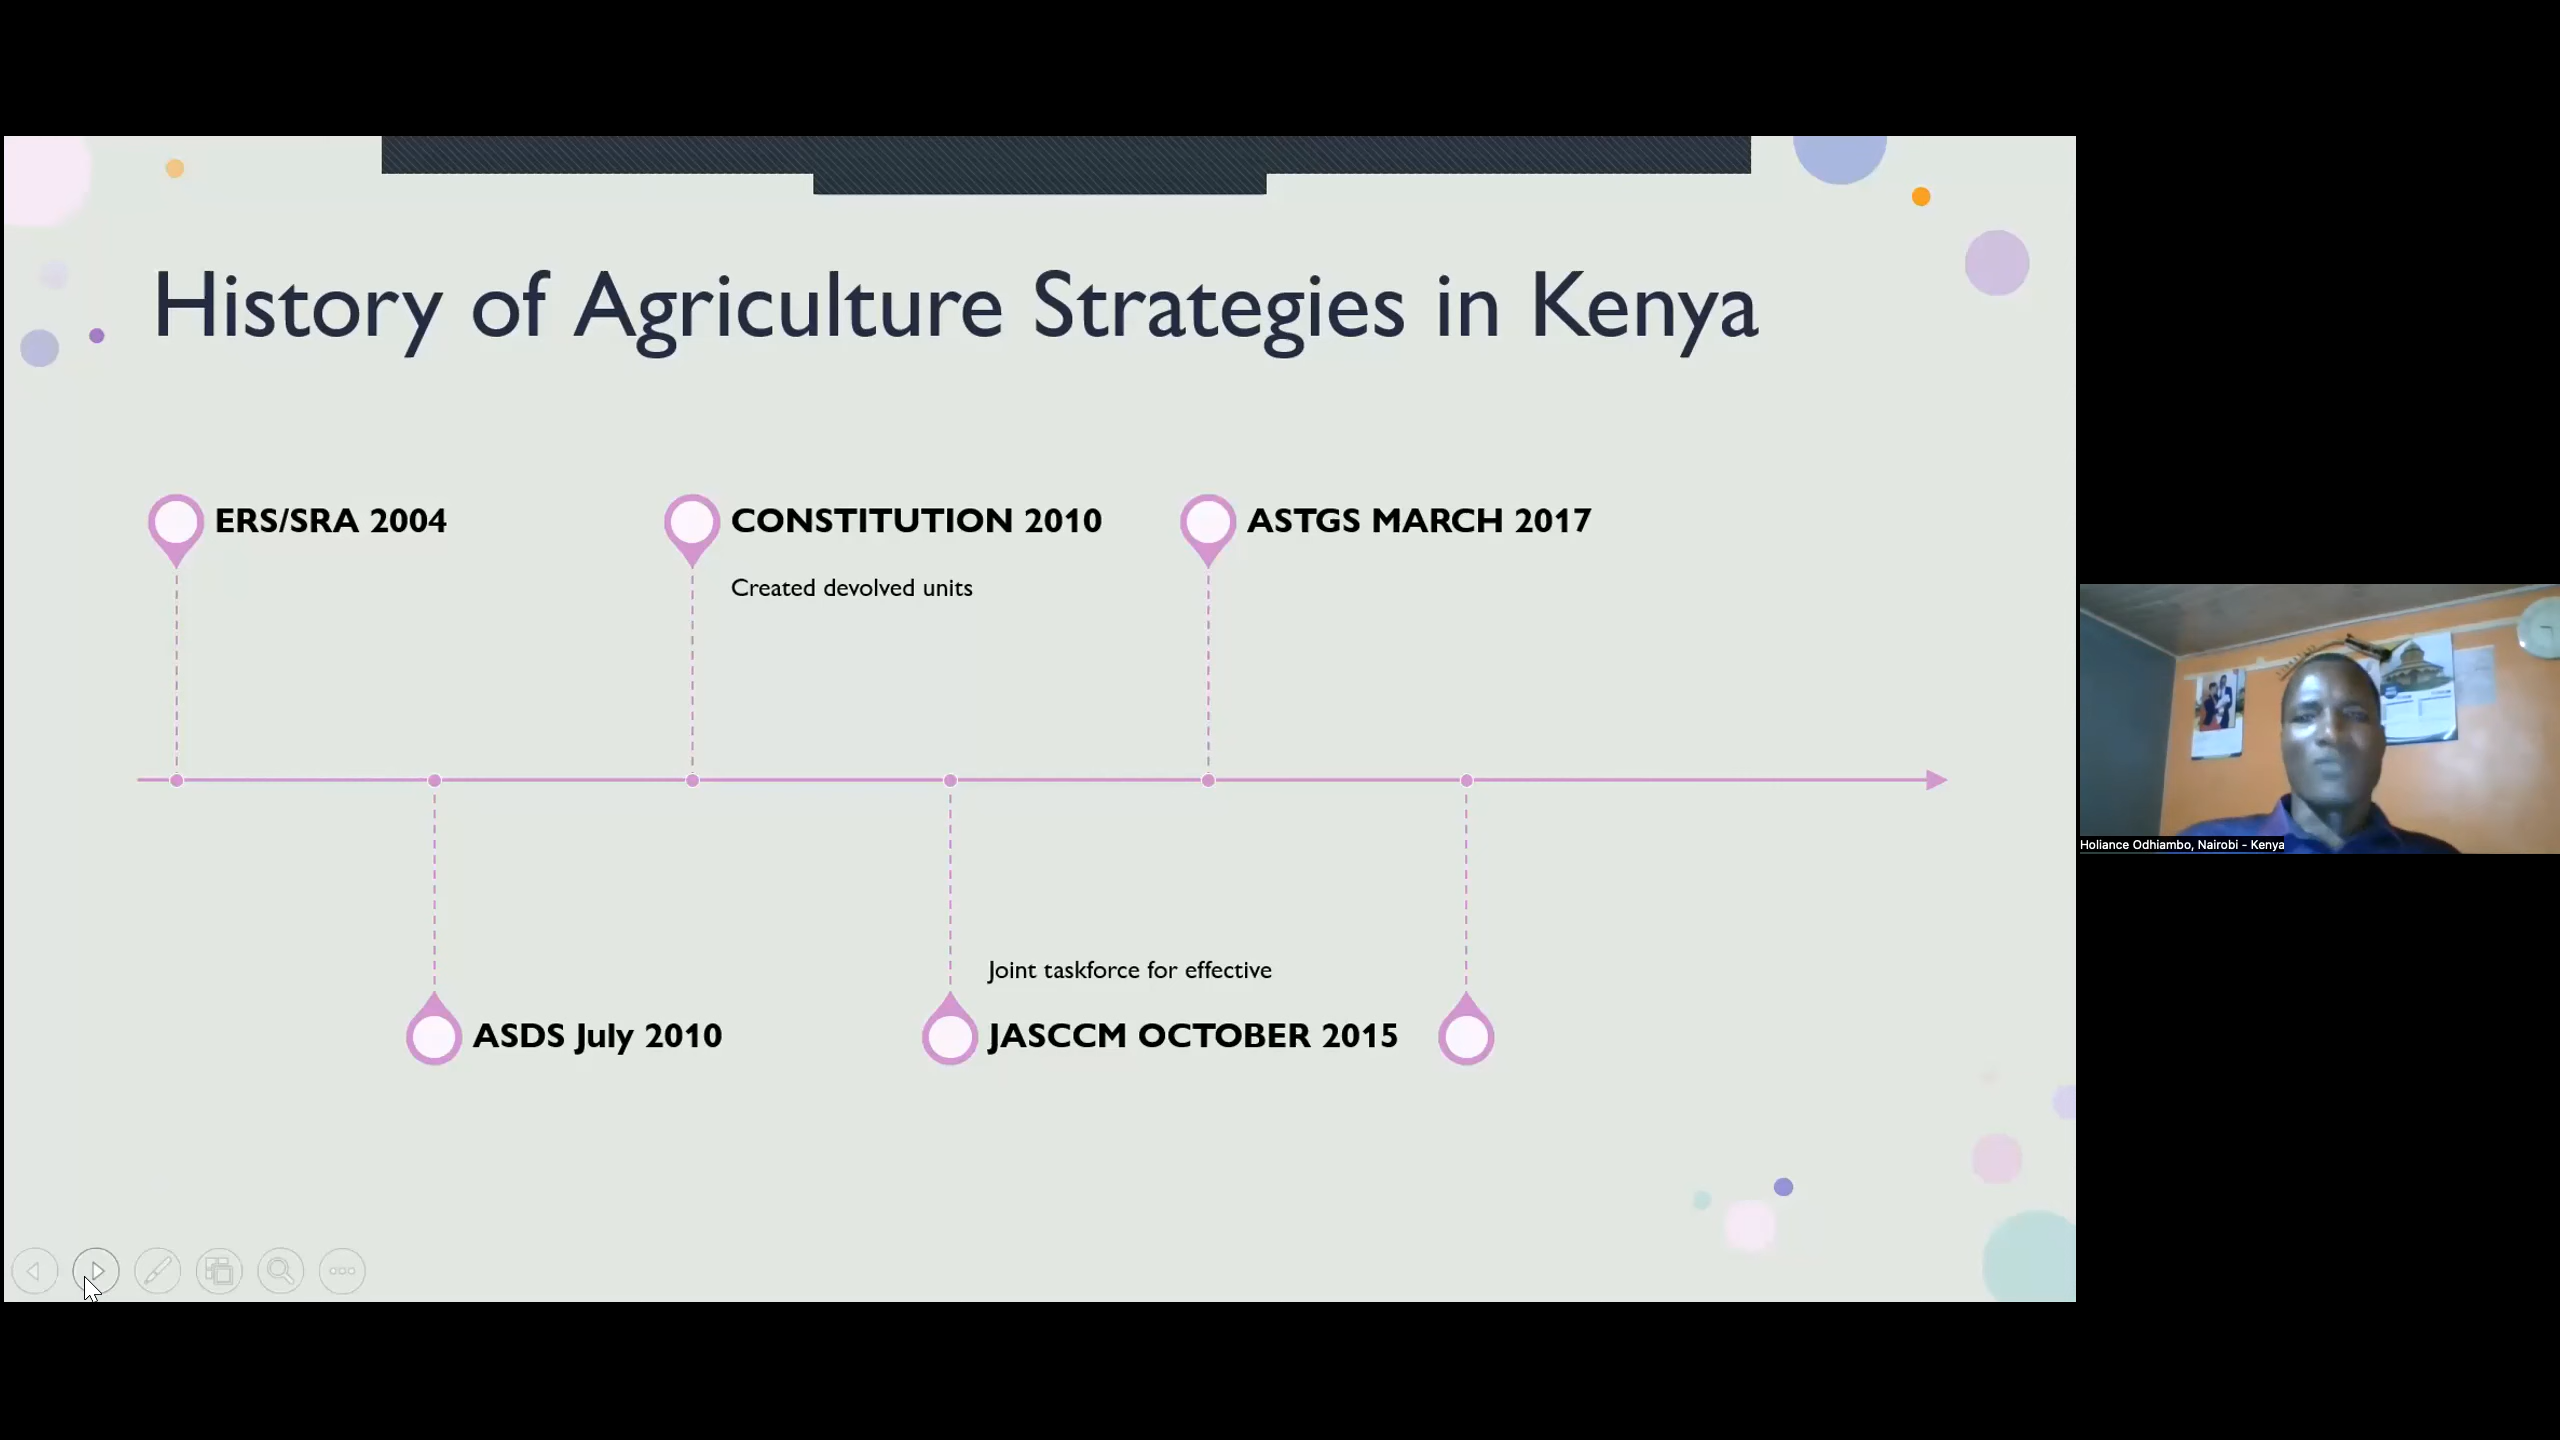 History of Agriculture Strategies in Kenya
ERS/SRA 2004
CONSTITUTION 2010
Created devolved units
ASTGS MARCH 2017
ASDS July 2010
Joint taskforce for effective
JASCCM OCTOBER 2015
Holiance Odhiambo, Nairobi - Kenya